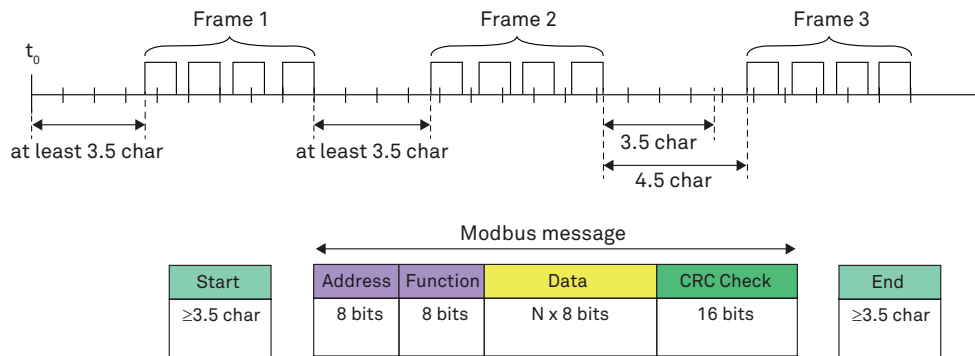 Frame 1
Frame 2
Frame 3
t0
at least 3.5 char
at least 3.5 char
3.5 char
4.5 char
Modbus message
Start
Address
Function
Data
CRC Check
End
≥3.5 char
8 bits
8 bits
N x 8 bits
16 bits
≥3.5 char